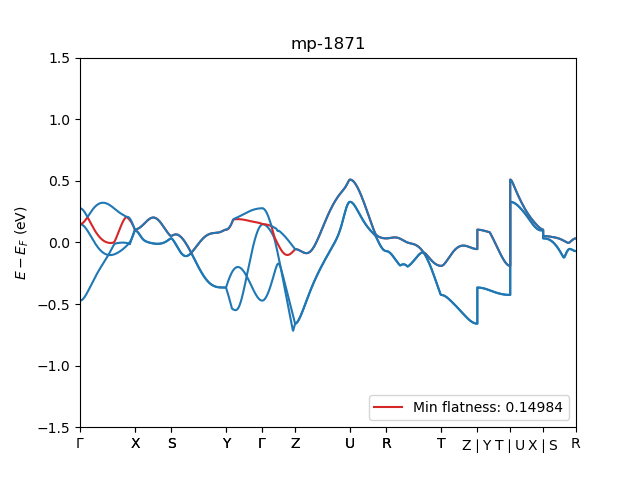 mp-1871
E − E_F (eV)
1.5
1.0
0.5
0.0
−0.5
−1.0
−1.5
Min flatness: 0.14984
Γ X S Y Γ Z U R T Z|Y T|U X|S R